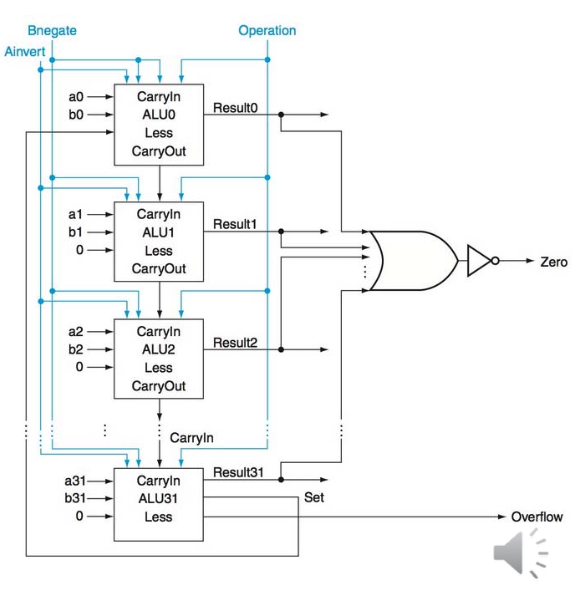 Bnegate
Operation
Ainvert
a0
CarryIn
Result0
b0
ALU0
Less
CarryOut
a1
CarryIn
Result1
b1
ALU1
0
Less
CarryOut
Zero
a2
CarryIn
Result2
b2
ALU2
0
Less
CarryOut
CarryIn
a31
CarryIn
Result31
b31
ALU31
Set
0
Less
Overflow